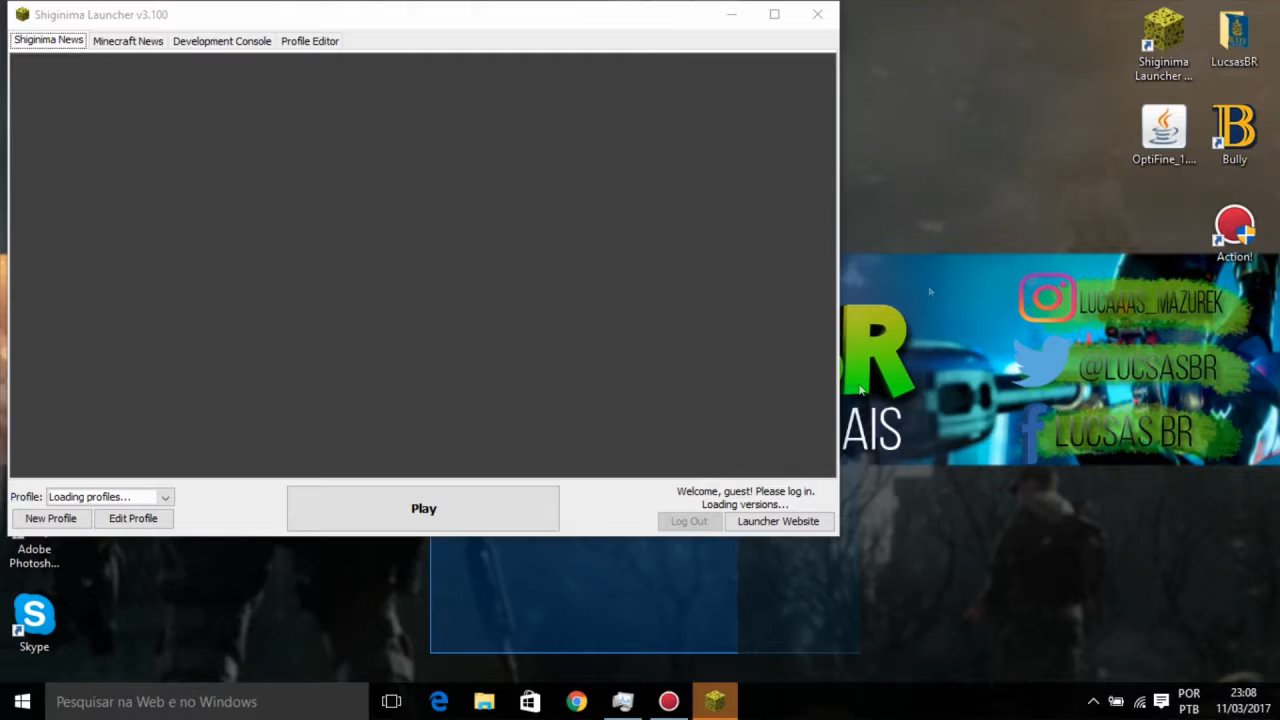 Shiginima Launcher v3.100
Shiginima News Minecraft News Development Console Profile Editor
Shiginima
Launcher ...
LucsasBR
OptiFine_1....
Bully
Action!
R
AIS
LUCAAAS_MAZUREK
@LUCSASBR
LUCSAS BR
Profile: Loading profiles...
New Profile Edit Profile
Play
Welcome, guest! Please log in.
Loading versions...
Log Out Launcher Website
Adobe
Photosh...
Skype
Pesquisar na Web e no Windows
POR
PTB
23:08
11/03/2017